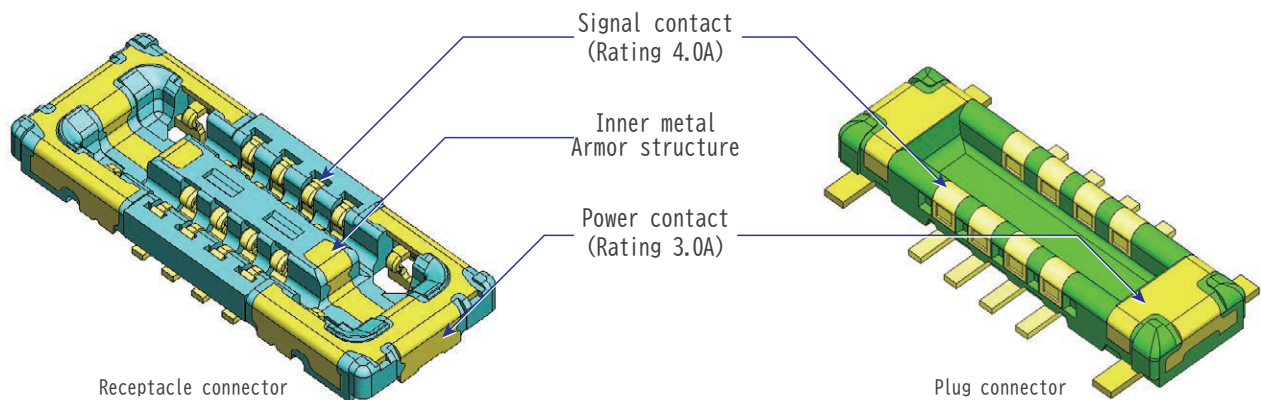 Signal contact
(Rating 4.0A)
Inner metal
Armor structure
Power contact
(Rating 3.0A)
Receptacle connector
Plug connector